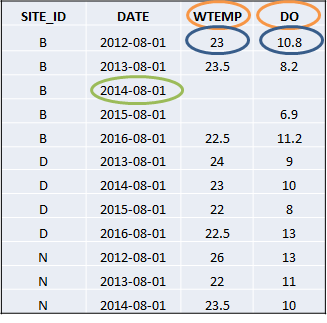 SITE_ID DATE WTEMP DO
B 2012-08-01 23 10.8
B 2013-08-01 23.5 8.2
B 2014-08-01
B 2015-08-01 6.9
B 2016-08-01 22.5 11.2
D 2013-08-01 24 9
D 2014-08-01 23 10
D 2015-08-01 22 8
D 2016-08-01 22.5 13
N 2012-08-01 26 13
N 2013-08-01 22 11
N 2014-08-01 23.5 10